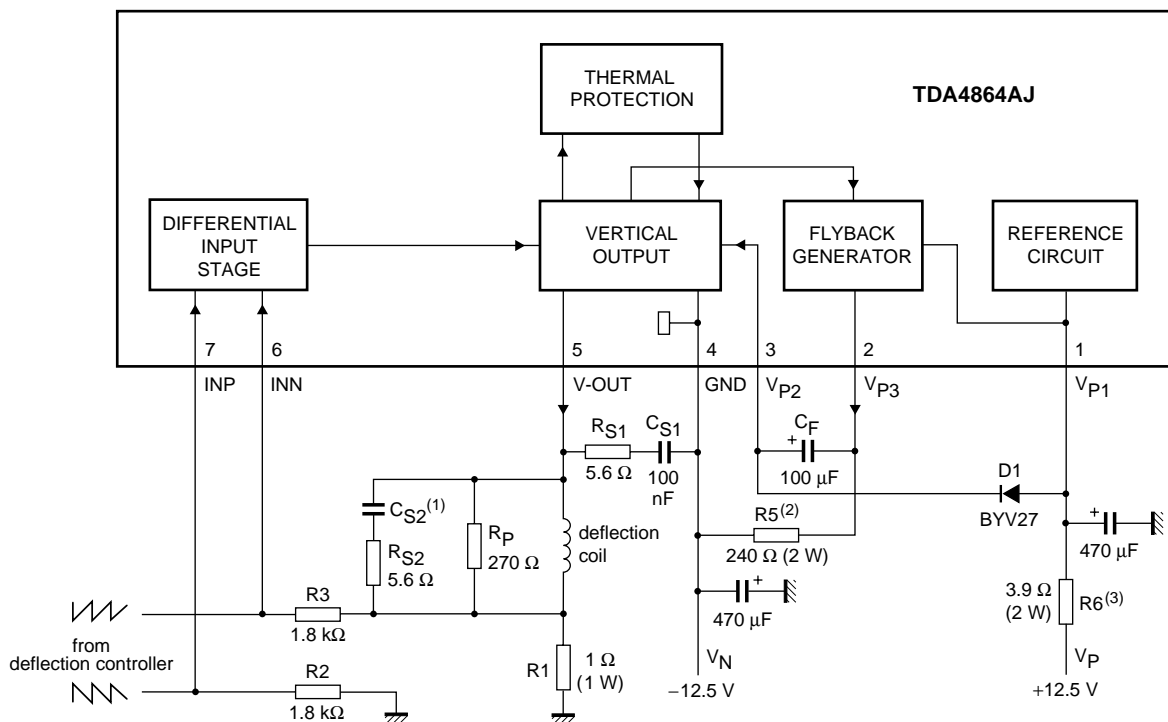 THERMAL
PROTECTION
TDA4864AJ
DIFFERENTIAL
INPUT
STAGE
VERTICAL
OUTPUT
FLYBACK
GENERATOR
REFERENCE
CIRCUIT
7
6
5
4
3
2
1
INP
INN
V-OUT
GND
VP2
VP3
VP1
RS1
5.6 Ω
CS1
100
nF
+
CF
100 μF
D1
BYV27
CS2(1)
RS2
5.6 Ω
RP
270 Ω
deflection
coil
R5(2)
240 Ω (2 W)
+
470 μF
+
470 μF
3.9 Ω
(2 W)
R6(3)
R3
1.8 kΩ
from
deflection controller
R2
1.8 kΩ
R1
1 Ω
(1 W)
VN
−12.5 V
VP
+12.5 V